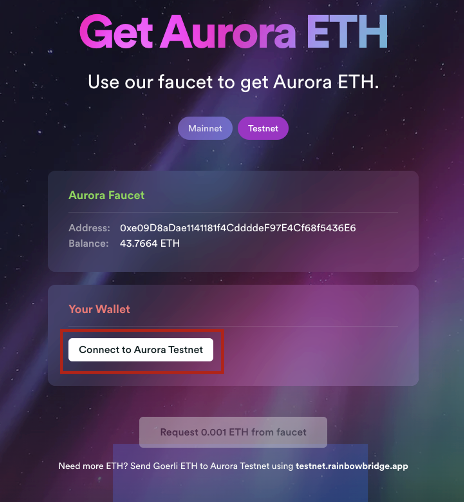 Get Aurora ETH
Use our faucet to get Aurora ETH.
Mainnet
Testnet
Aurora Faucet
Address: 0xe09D8aDae1141181f4CddddeF97E4Cf68f5436E6
Balance: 43.7664 ETH
Your Wallet
Connect to Aurora Testnet
Request 0.001 ETH from faucet
Need more ETH? Send Goerli ETH to Aurora Testnet using testnet.rainbowbridge.app